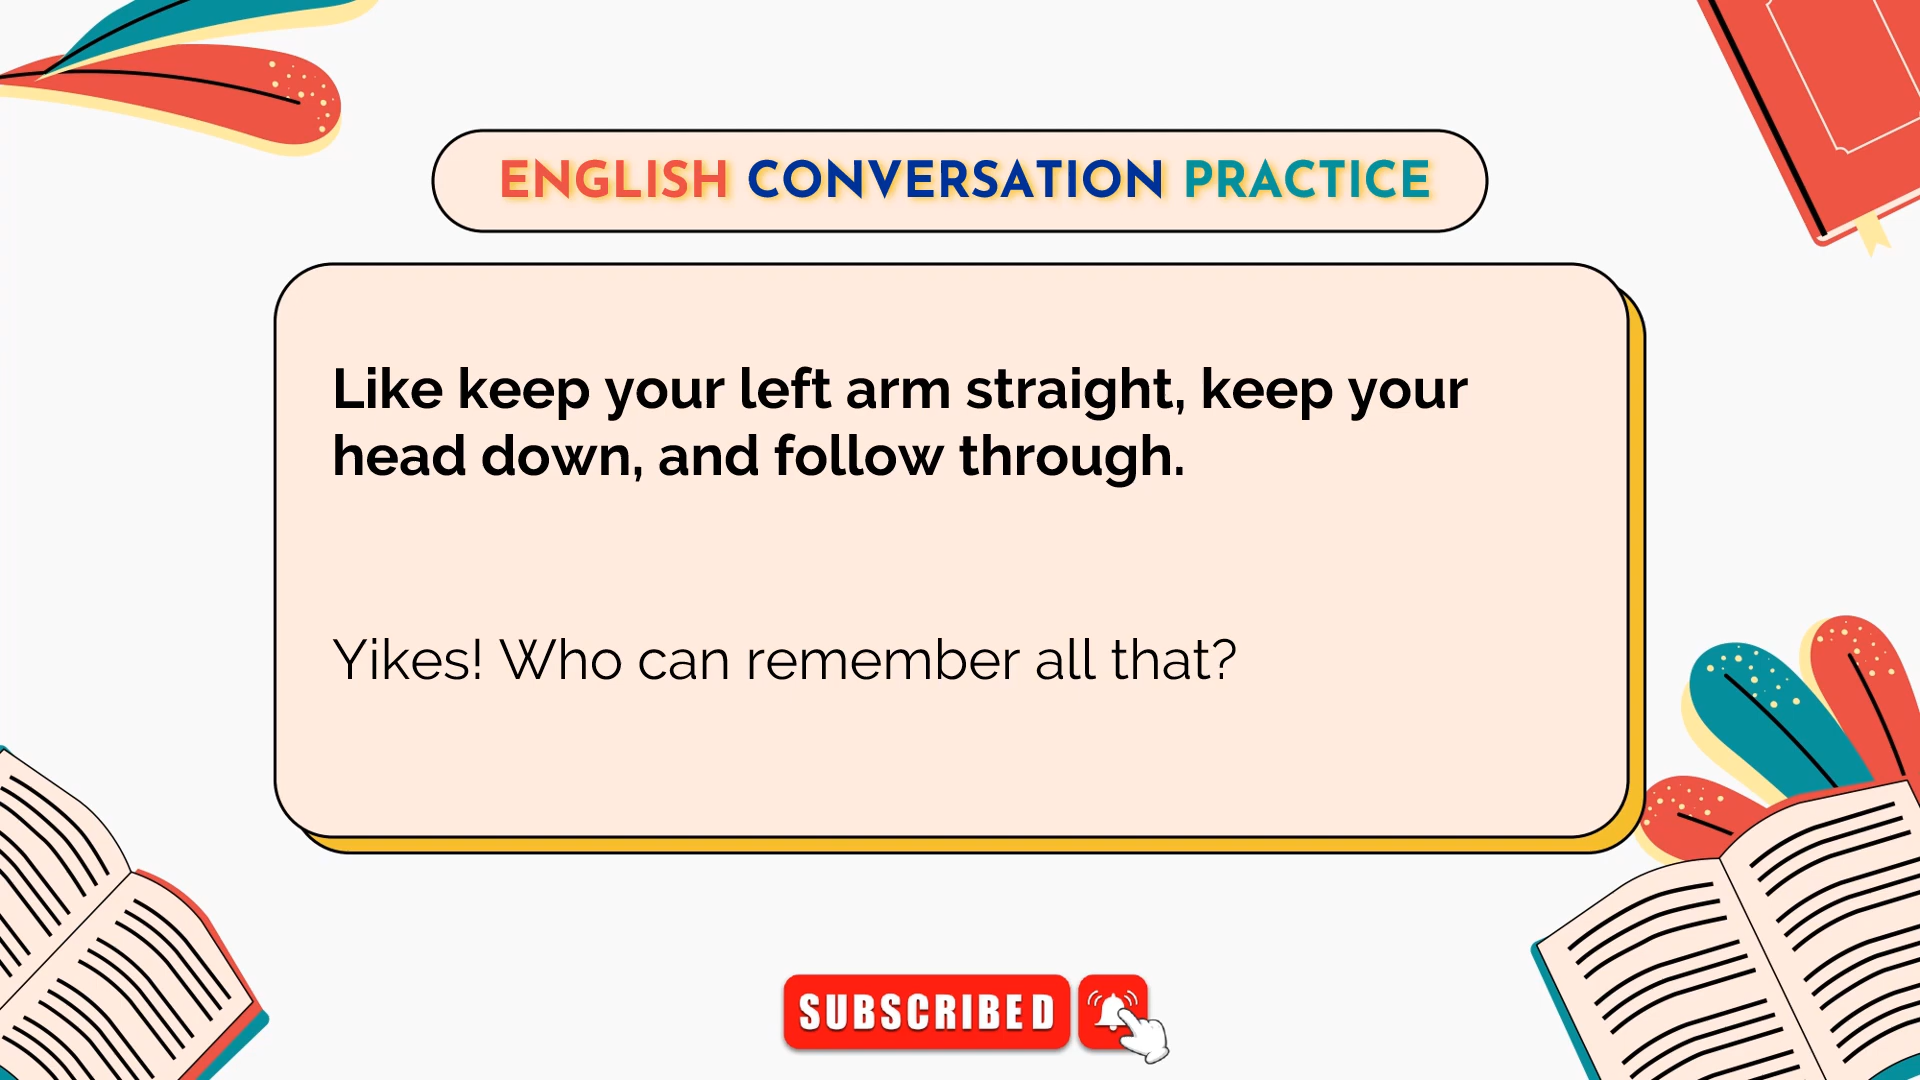 ENGLISH CONVERSATION PRACTICE
Like keep your left arm straight, keep your
head down, and follow through.
Yikes! Who can remember all that?
SUBSCRIBED